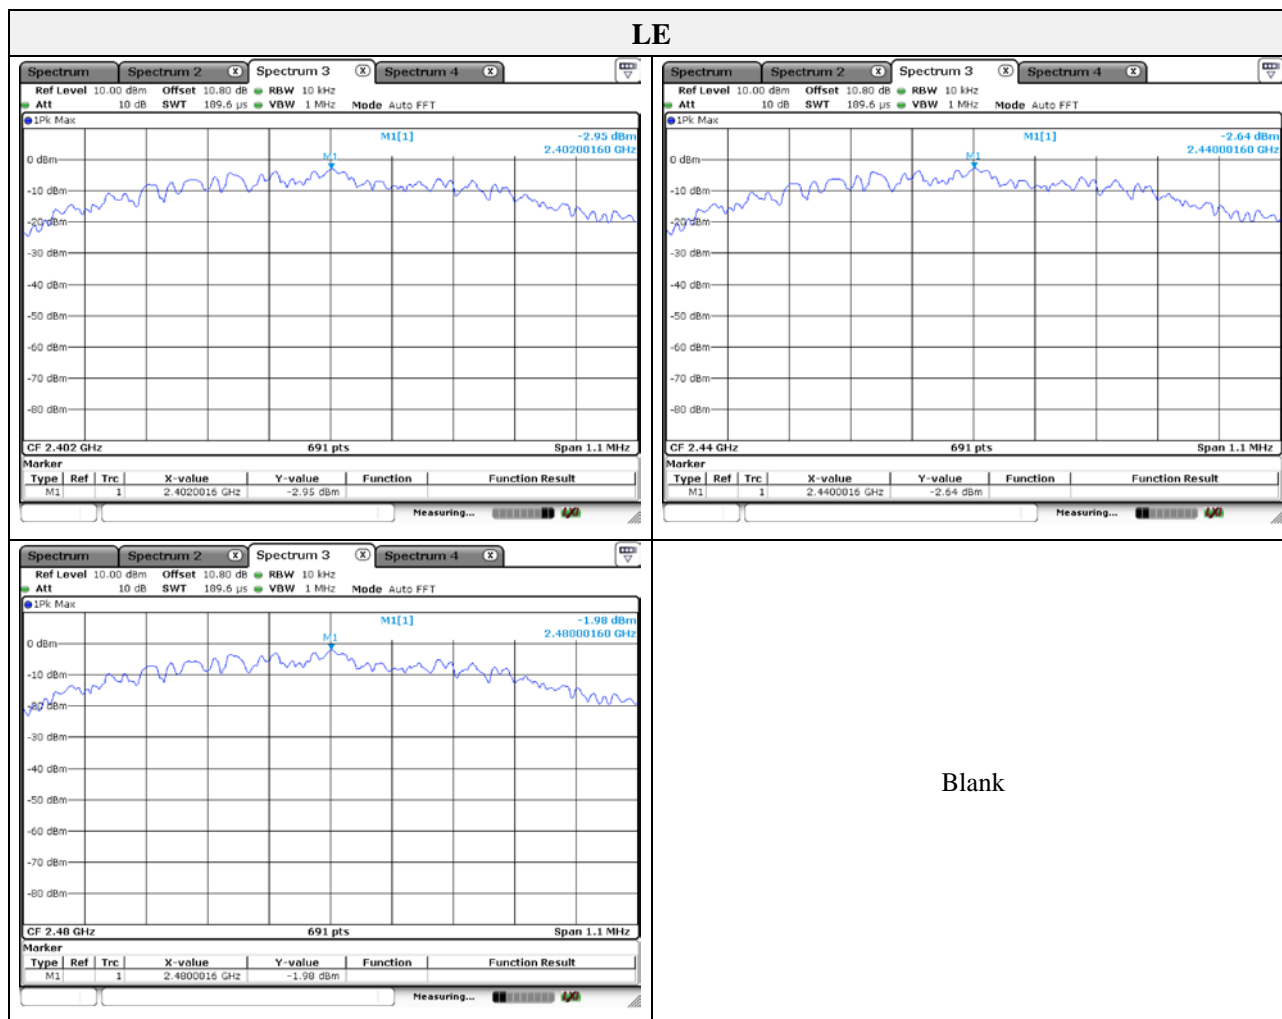 LE
Spectrum Spectrum 2 X Spectrum 3 X Spectrum 4 X
Ref Level 10.00 dBm Offset 10.80 dB RBW 10 kHz
Att 10 dB SWT 189.6 µs VBW 1 MHz Mode Auto FFT
1Pk Max
M1[1] -2.95 dBm
2.40200160 GHz
M1
0 dBm
-10 dBm
-20 dBm
-30 dBm
-40 dBm
-50 dBm
-60 dBm
-70 dBm
-80 dBm
CF 2.402 GHz 691 pts Span 1.1 MHz
Marker
Type Ref Trc X-value Y-value Function Function Result
M1 1 2.4020016 GHz -2.95 dBm
Measuring...
Spectrum Spectrum 2 X Spectrum 3 X Spectrum 4 X
Ref Level 10.00 dBm Offset 10.80 dB RBW 10 kHz
Att 10 dB SWT 189.6 µs VBW 1 MHz Mode Auto FFT
1Pk Max
M1[1] -2.64 dBm
2.44000160 GHz
M1
0 dBm
-10 dBm
-20 dBm
-30 dBm
-40 dBm
-50 dBm
-60 dBm
-70 dBm
-80 dBm
CF 2.44 GHz 691 pts Span 1.1 MHz
Marker
Type Ref Trc X-value Y-value Function Function Result
M1 1 2.4400016 GHz -2.64 dBm
Measuring...
Spectrum Spectrum 2 X Spectrum 3 X Spectrum 4 X
Ref Level 10.00 dBm Offset 10.80 dB RBW 10 kHz
Att 10 dB SWT 189.6 µs VBW 1 MHz Mode Auto FFT
1Pk Max
M1[1] -1.98 dBm
2.48000160 GHz
M1
0 dBm
-10 dBm
-20 dBm
-30 dBm
-40 dBm
-50 dBm
-60 dBm
-70 dBm
-80 dBm
CF 2.48 GHz 691 pts Span 1.1 MHz
Marker
Type Ref Trc X-value Y-value Function Function Result
M1 1 2.4800016 GHz -1.98 dBm
Measuring...
Blank